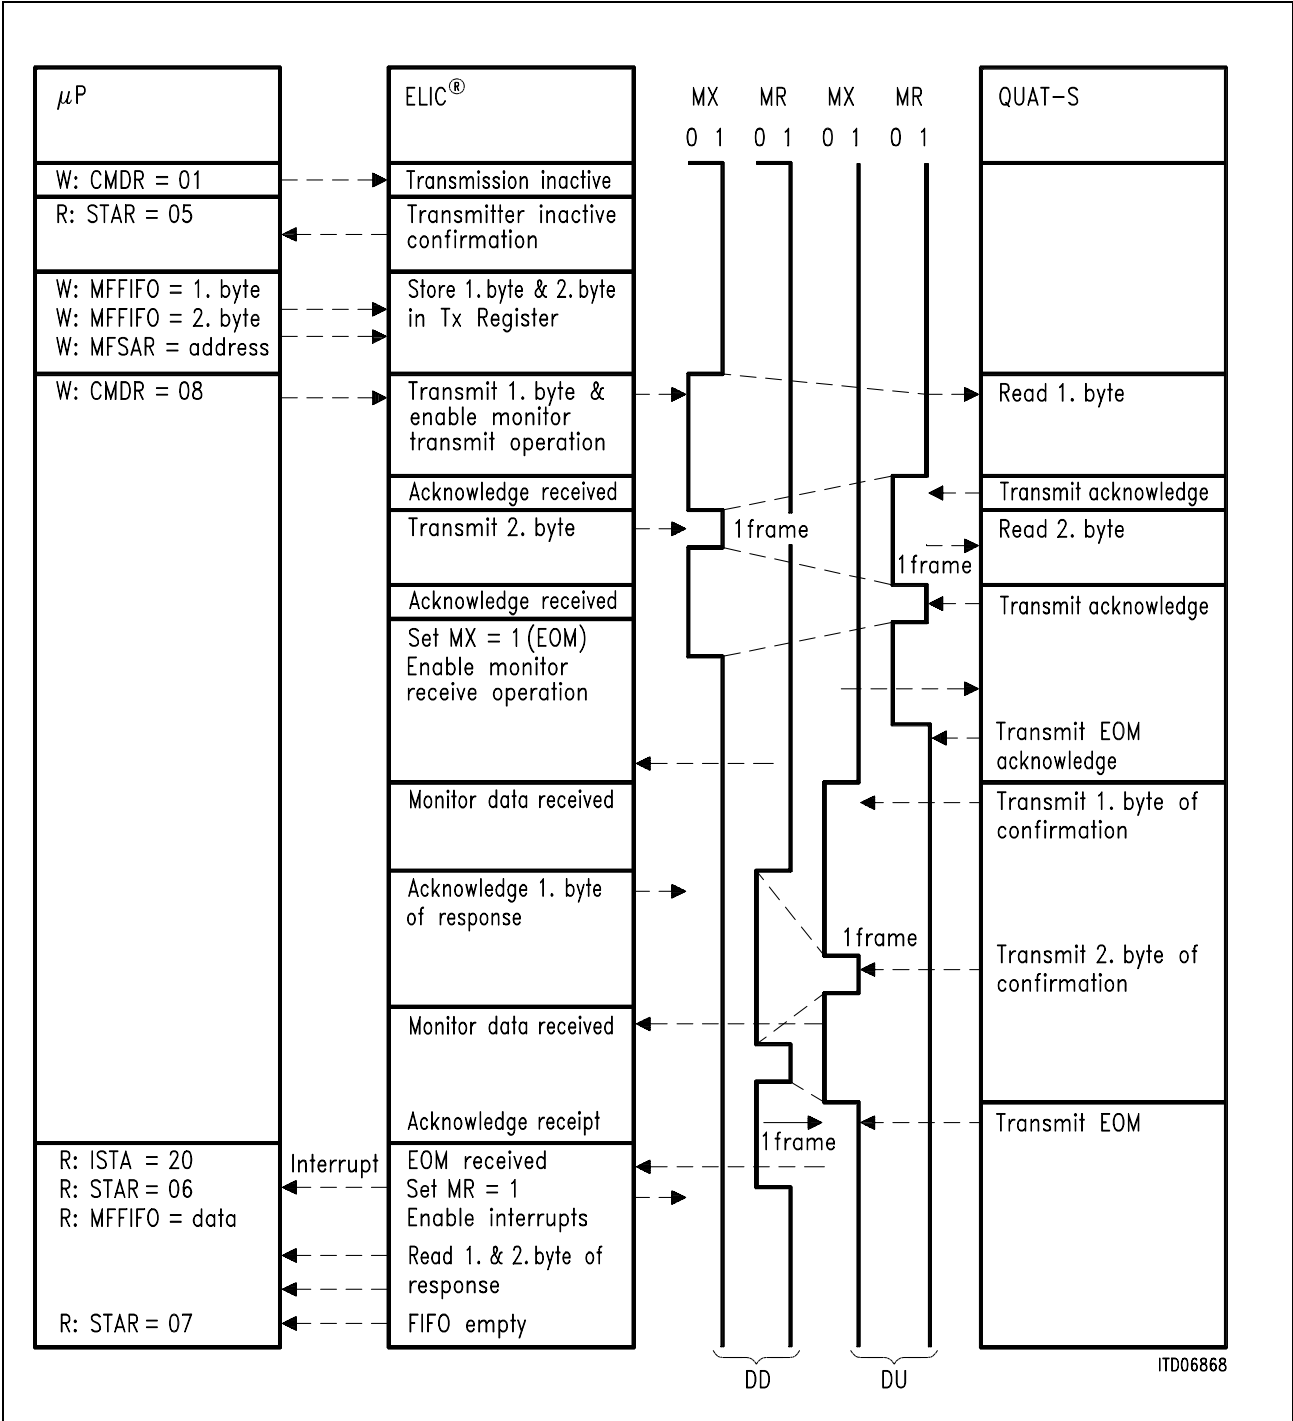 μP
ELIC®
MX MR MX MR
0 1 0 1 0 1 0 1
QUAT-S
W: CMDR = 01
Transmission inactive
R: STAR = 05
Transmitter inactive
confirmation
W: MFFIFO = 1. byte
W: MFFIFO = 2. byte
W: MFSAR = address
Store 1. byte & 2. byte
in Tx Register
W: CMDR = 08
Transmit 1. byte &
enable monitor
transmit operation
Read 1. byte
Acknowledge received
Transmit acknowledge
Transmit 2. byte
1 frame
Read 2. byte
1 frame
Acknowledge received
Transmit acknowledge
Set MX = 1 (EOM)
Enable monitor
receive operation
Transmit EOM
acknowledge
Monitor data received
Transmit 1. byte of
confirmation
Acknowledge 1. byte
of response
1 frame
Transmit 2. byte of
confirmation
Monitor data received
Acknowledge receipt
1 frame
Transmit EOM
R: ISTA = 20
R: STAR = 06
R: MFFIFO = data
Interrupt
EOM received
Set MR = 1
Enable interrupts
Read 1. & 2. byte of
response
R: STAR = 07
FIFO empty
DD
DU
ITD06868